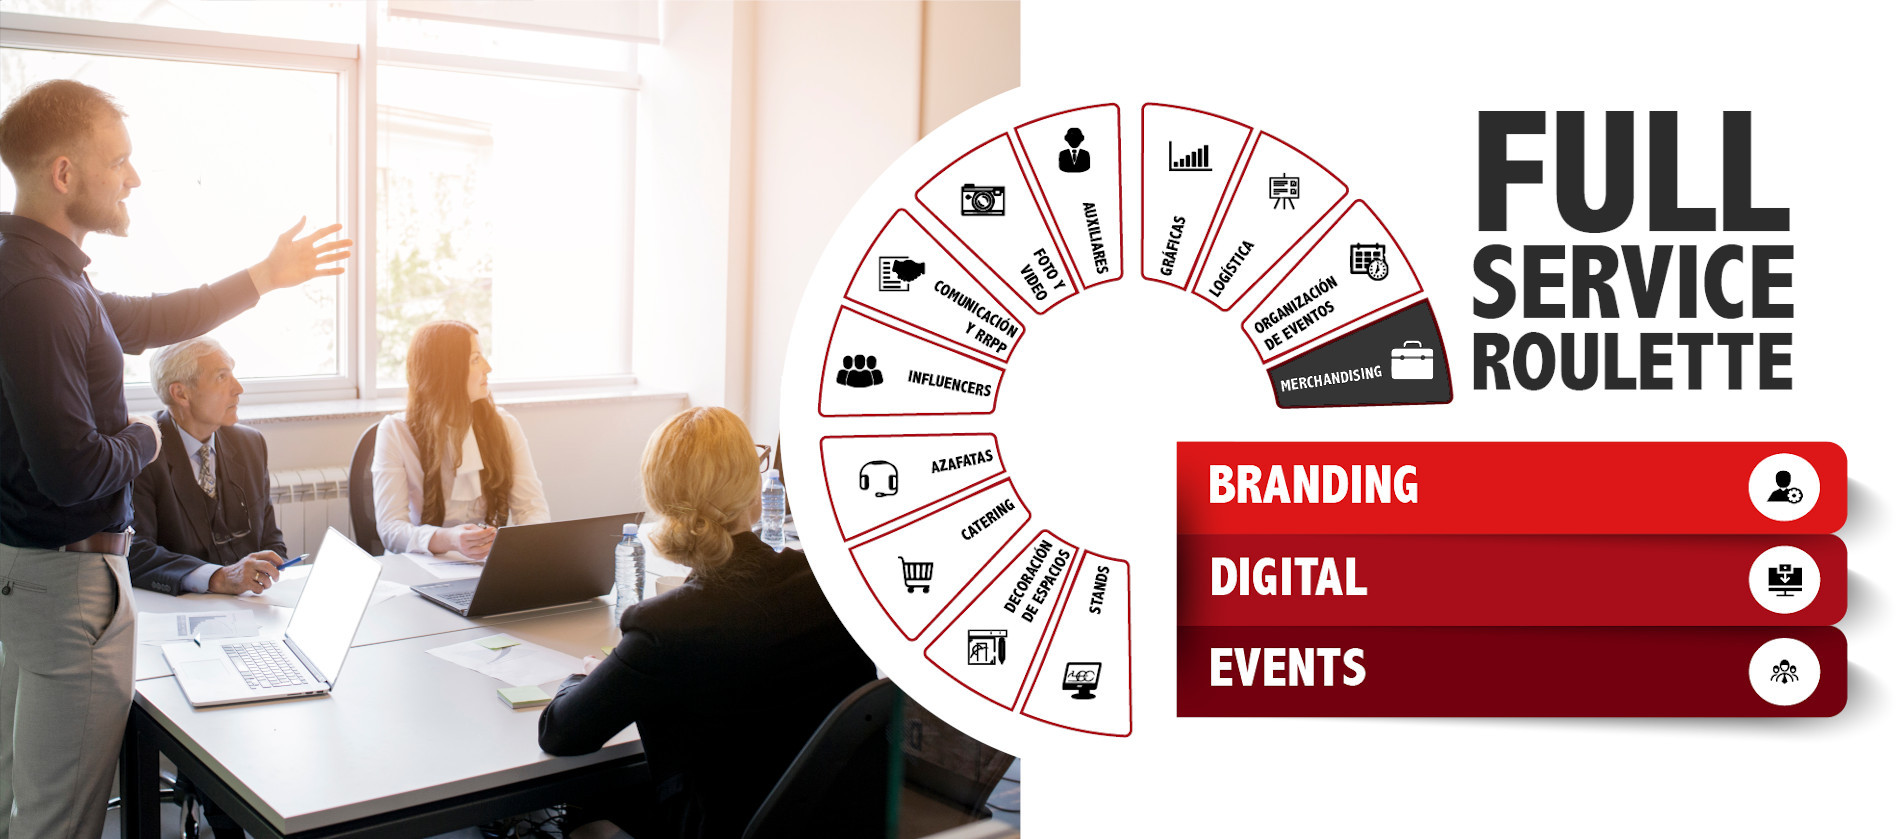 FULL
SERVICE
ROULETTE
AUXILIARES
GRÁFICAS
FOTO Y
VIDEO
LOGÍSTICA
COMUNICACIÓN
Y RRPP
ORGANIZACIÓN
DE EVENTOS
INFLUENCERS
MERCHANDISING
AZAFATAS
CATERING
DECORACIÓN
DE ESPACIOS
STANDS
BRANDING
DIGITAL
EVENTS